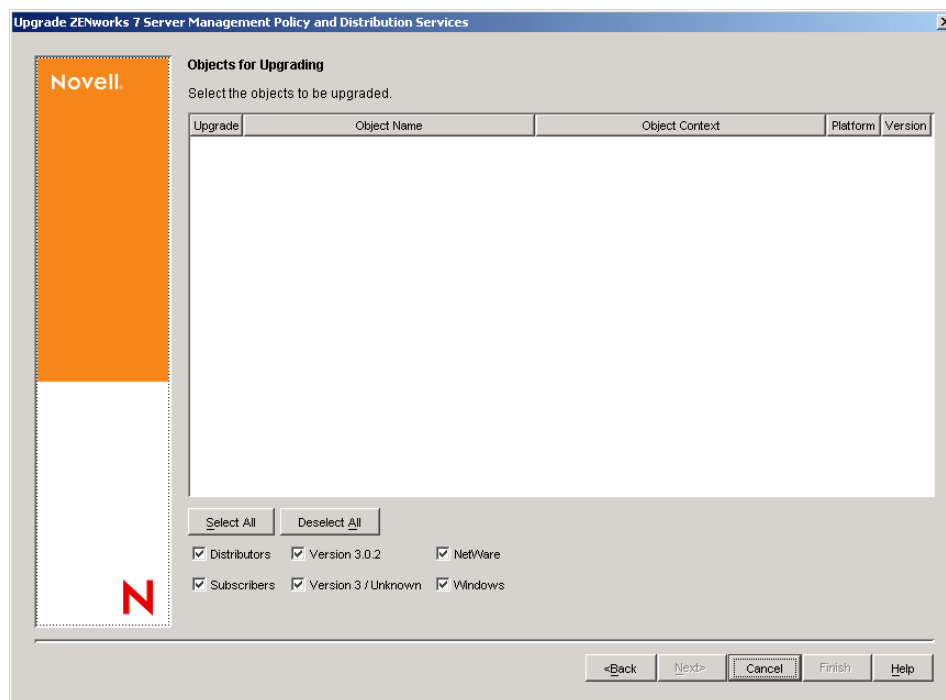 Upgrade ZENworks 7 Server Management Policy and Distribution Services
Novell.
Objects for Upgrading
Select the objects to be upgraded.
Upgrade Object Name Object Context Platform Version
Select All Deselect All
Distributors Version 3.0.2 NetWare
Subscribers Version 3 / Unknown Windows
N
<Back Next> Cancel Finish Help